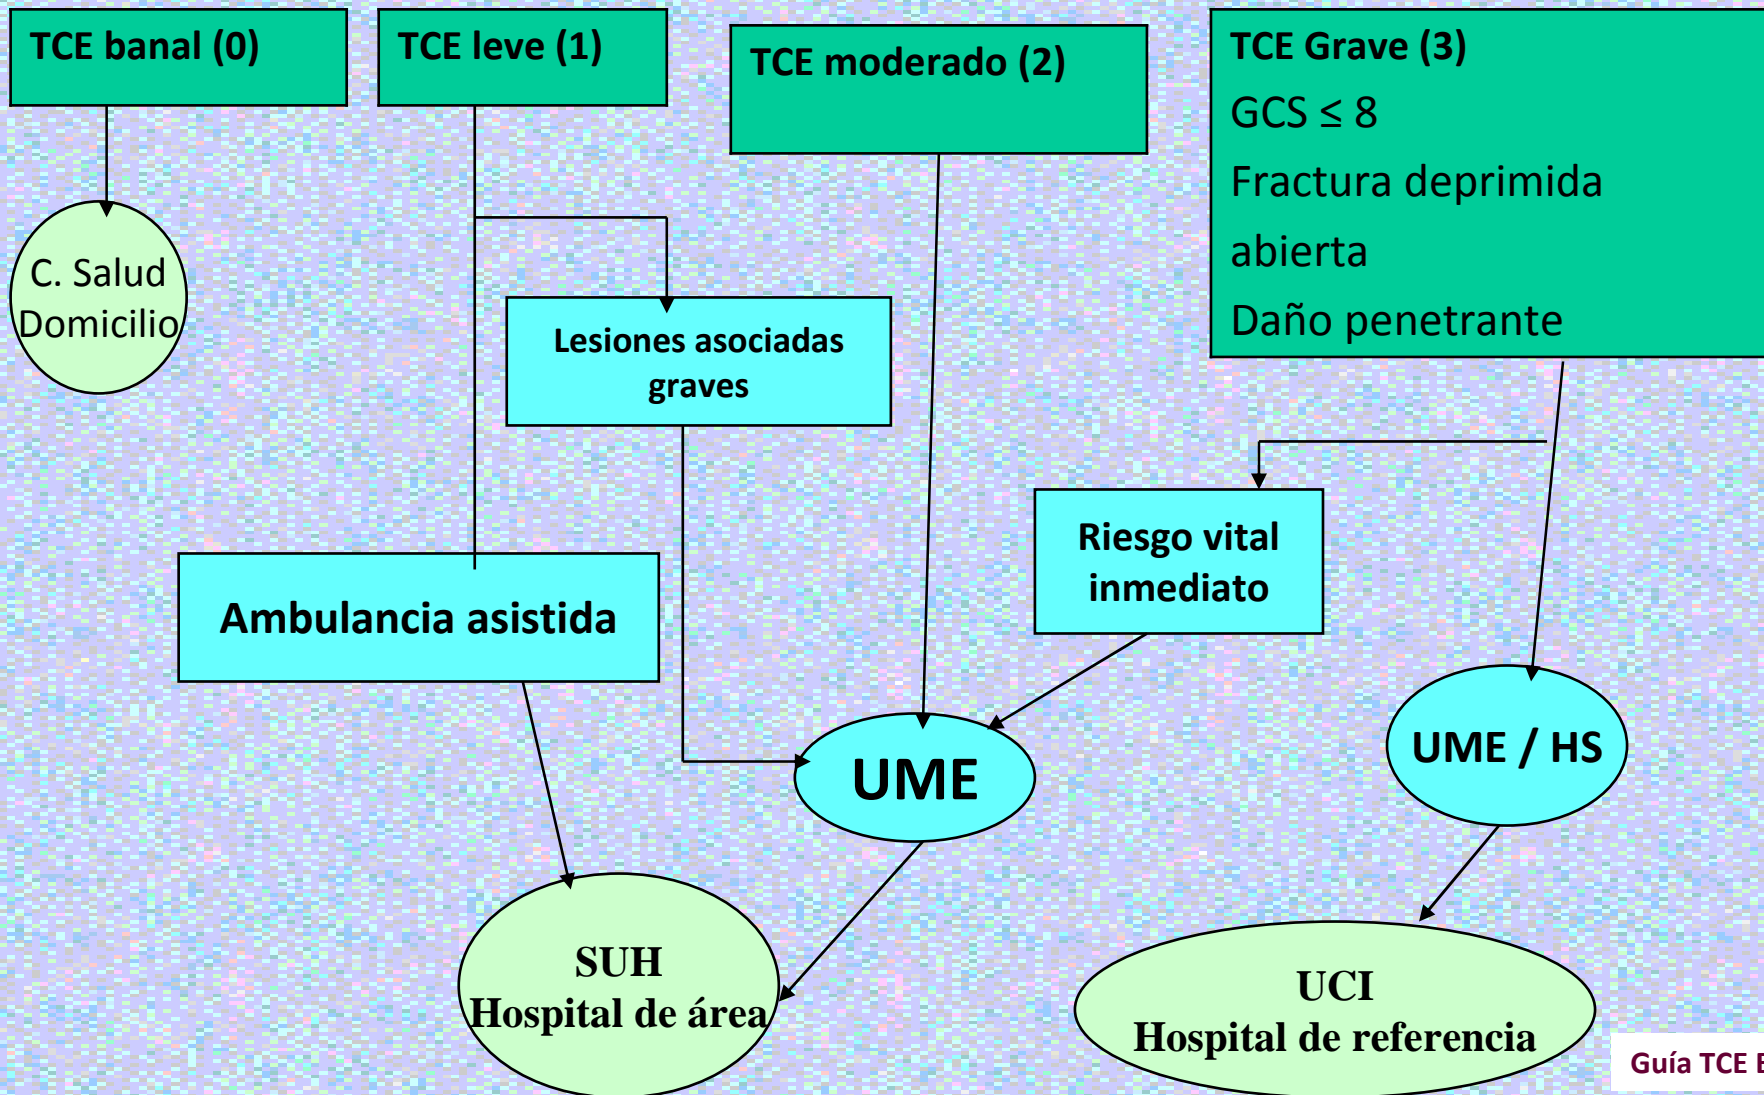 TCE banal (0)
TCE leve (1)
TCE moderado (2)
TCE Grave (3)
GCS ≤ 8
Fractura deprimida
abierta
Daño penetrante
C. Salud
Domicilio
Lesiones asociadas
graves
Riesgo vital
inmediato
Ambulancia asistida
UME
UME / HS
SUH
Hospital de área
UCI
Hospital de referencia
Guía TCE